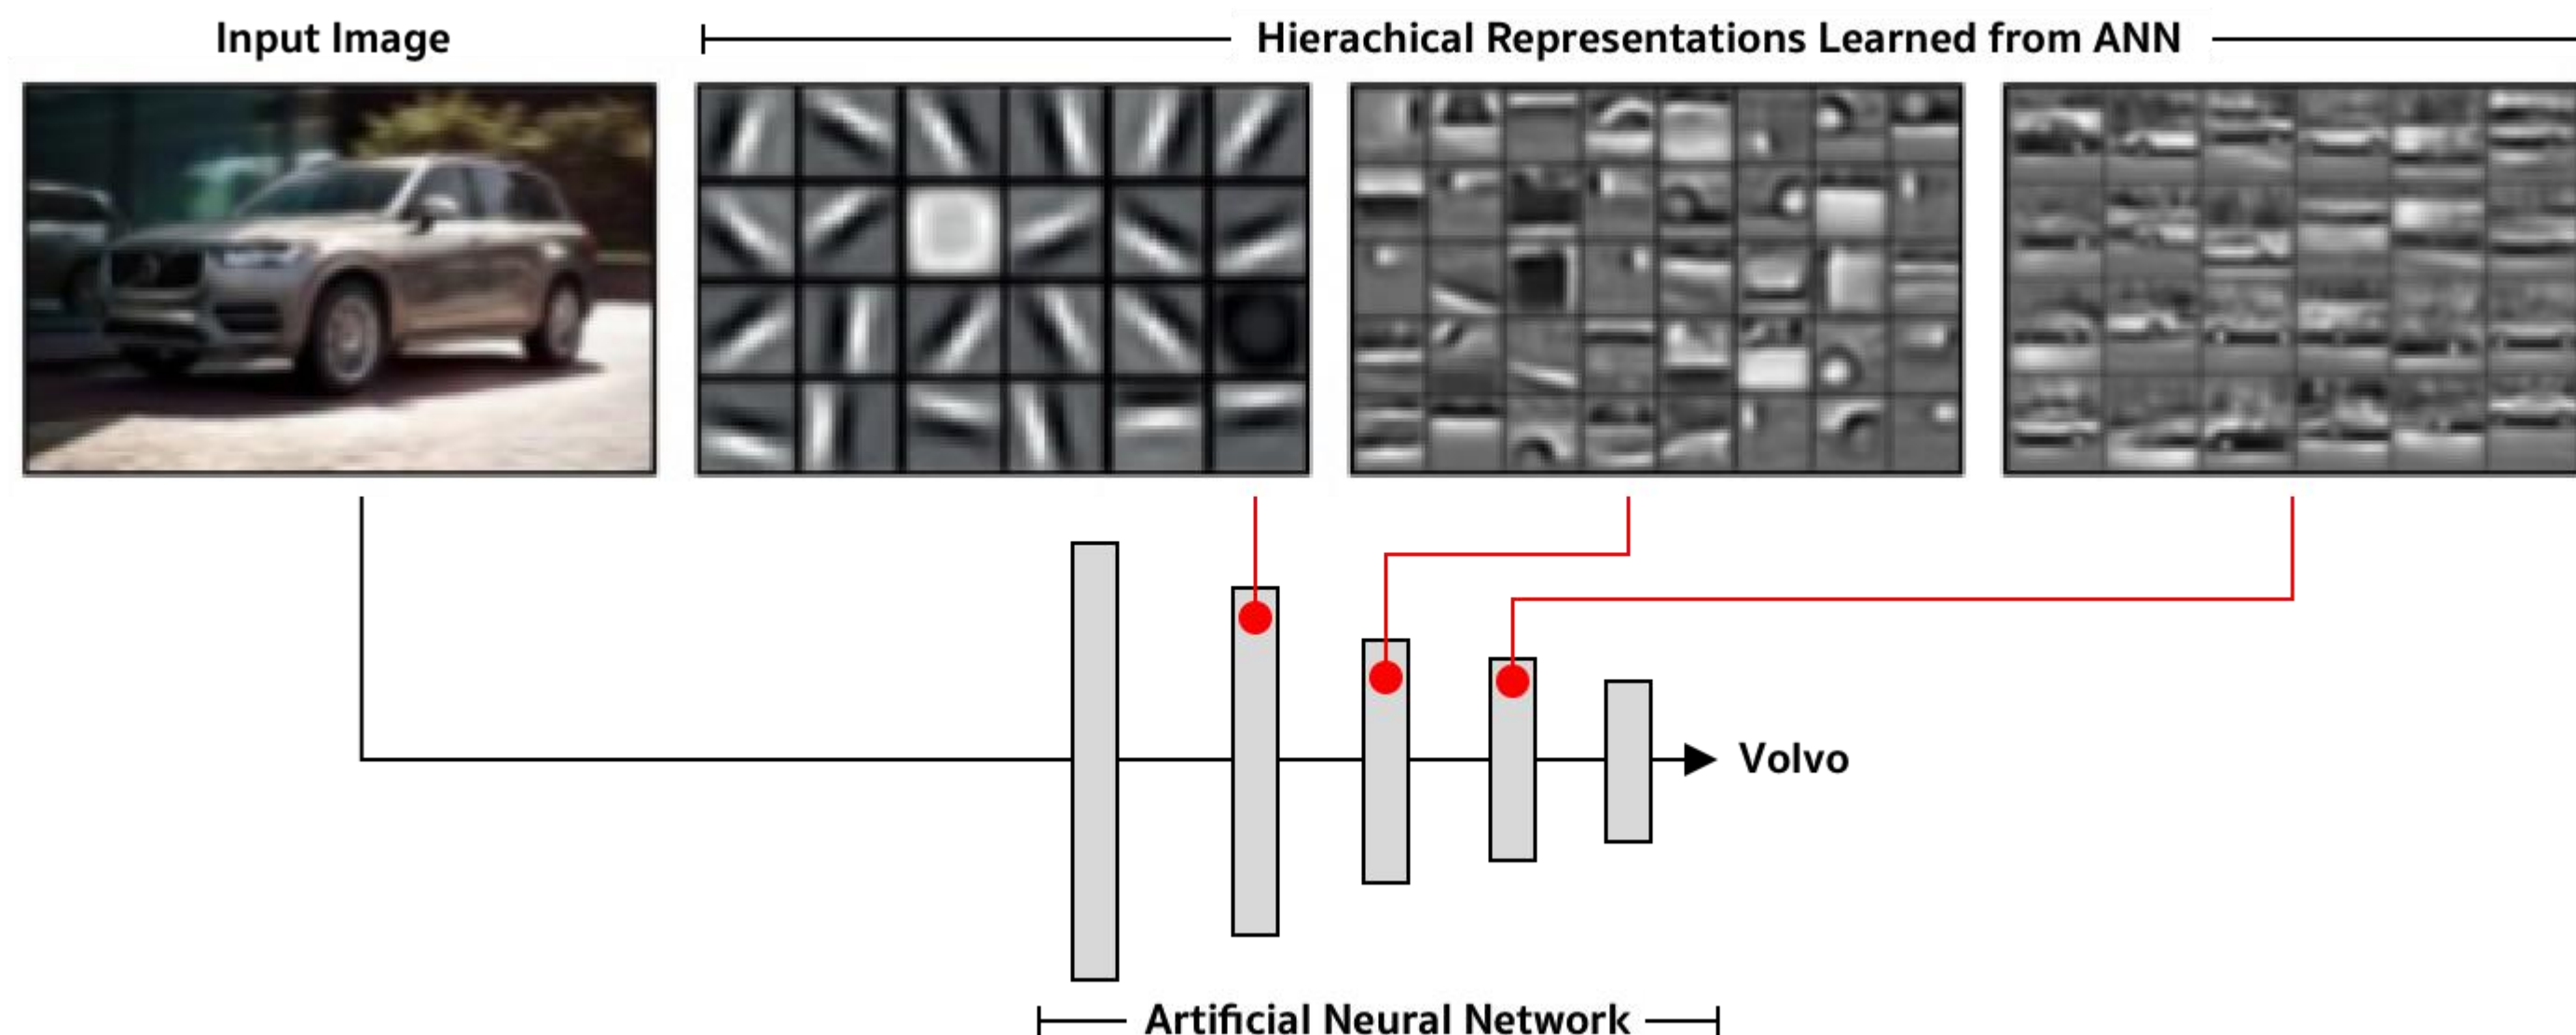 Input Image
Hierachical Representations Learned from ANN
Volvo
Artificial Neural Network